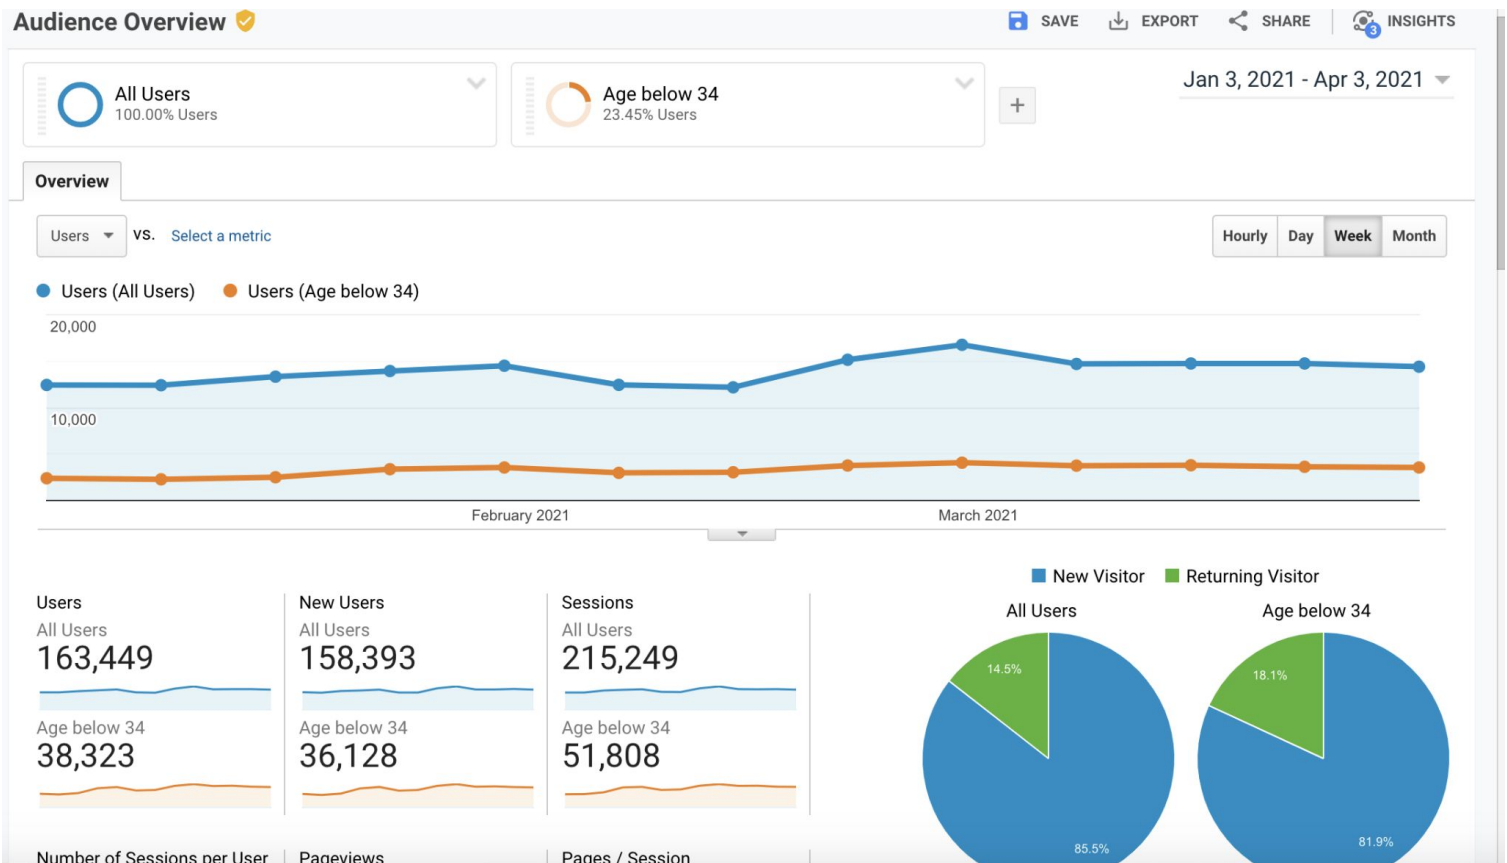 Audience Overview
SAVE
EXPORT
SHARE
3
INSIGHTS
All Users
100.00% Users
Age below 34
23.45% Users
+
Jan 3, 2021 - Apr 3, 2021
Overview
Users
VS.
Select a metric
Hourly
Day
Week
Month
Users (All Users)
Users (Age below 34)
20,000
10,000
February 2021
March 2021
New Visitor
Returning Visitor
Users
All Users
163,449
Age below 34
38,323
New Users
All Users
158,393
Age below 34
36,128
Sessions
All Users
215,249
Age below 34
51,808
All Users
14.5%
85.5%
Age below 34
18.1%
81.9%
Number of Sessions per User
Pageviews
Pages / Session